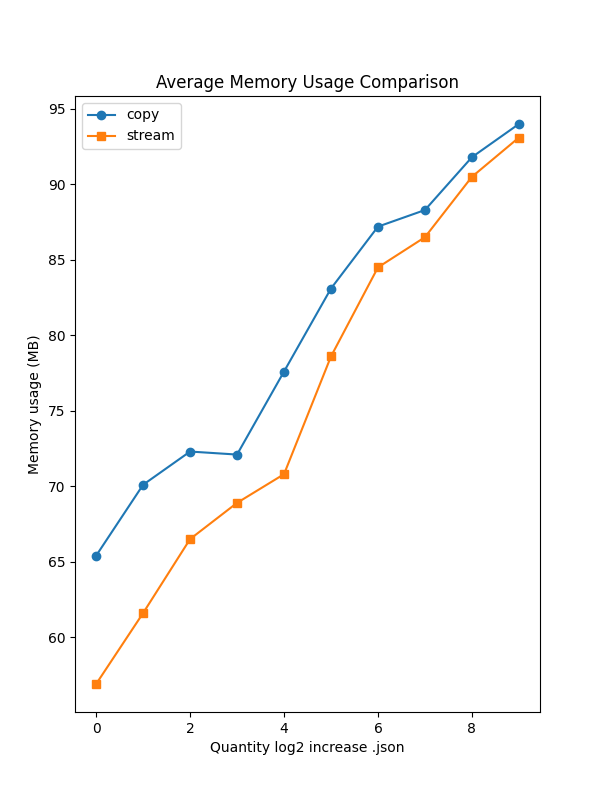 Average Memory Usage Comparison
copy
stream
95
90
85
80
75
70
65
60
Memory usage (MB)
0 2 4 6 8
Quantity log2 increase .json